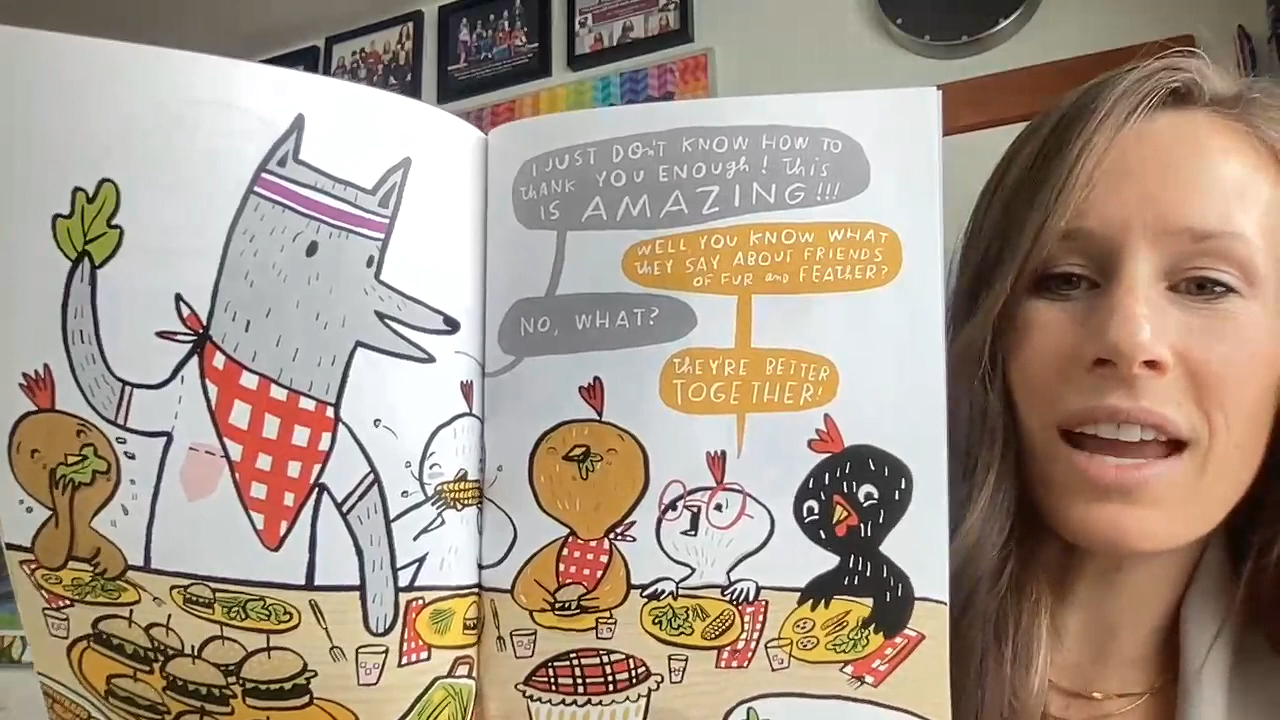 I JUST DON'T KNOW HOW TO
thANK YOU ENOUGh! this
IS AMAZING!!!
WELL, YOU KNOW WHAT
thEY SAY ABOUT FRIENDS
OF FUR and FEAthER?
NO, WHAT?
thEY'RE BETTER
TOGETHER!